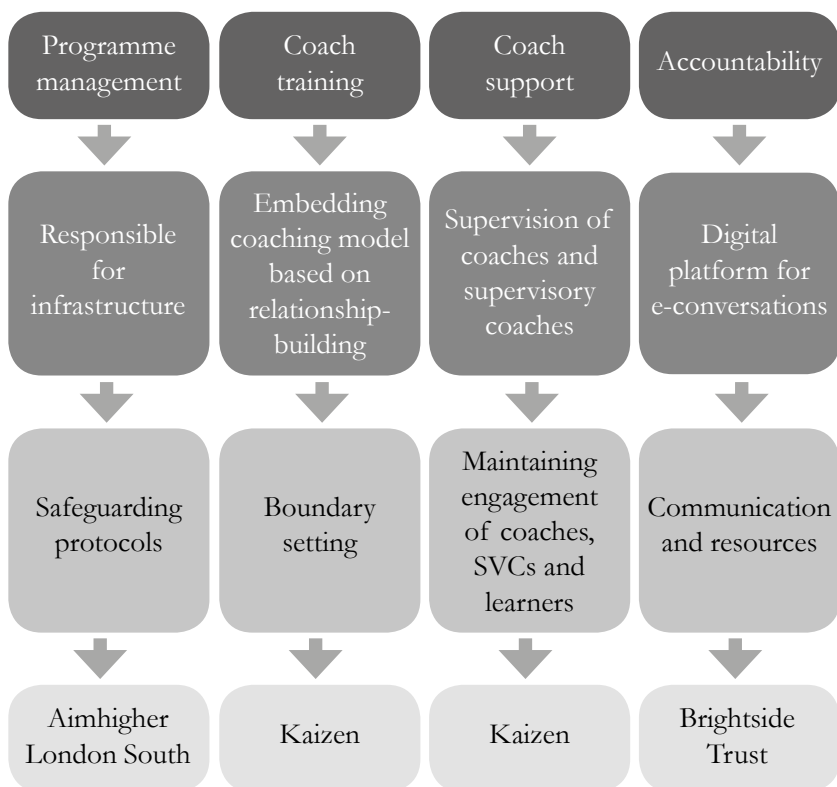 Programme
management
Coach
training
Coach
support
Accountability
Responsible
for
infrastructure
Embedding
coaching model
based on
relationship-
building
Supervision of
coaches and
supervisory
coaches
Digital
platform for
e-conversations
Safeguarding
protocols
Boundary
setting
Maintaining
engagement
of coaches,
SVCs and
learners
Communication
and resources
Aimhigher
London South
Kaizen
Kaizen
Brightside
Trust